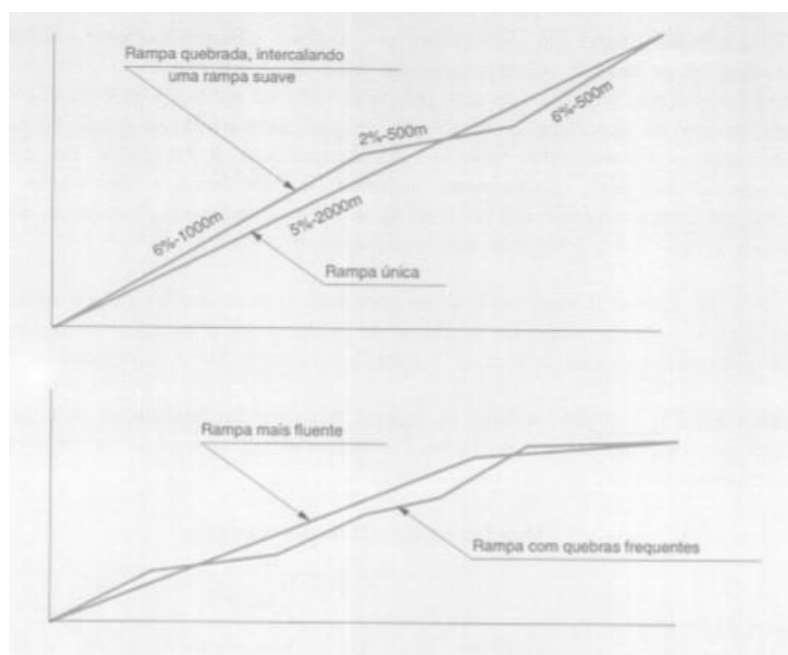 Rampa quebrada, intercalando
uma rampa suave
2%-500m
6%-500m
6%-1000m
5%-2000m
Rampa única
Rampa mais fluente
Rampa com quebras frequentes